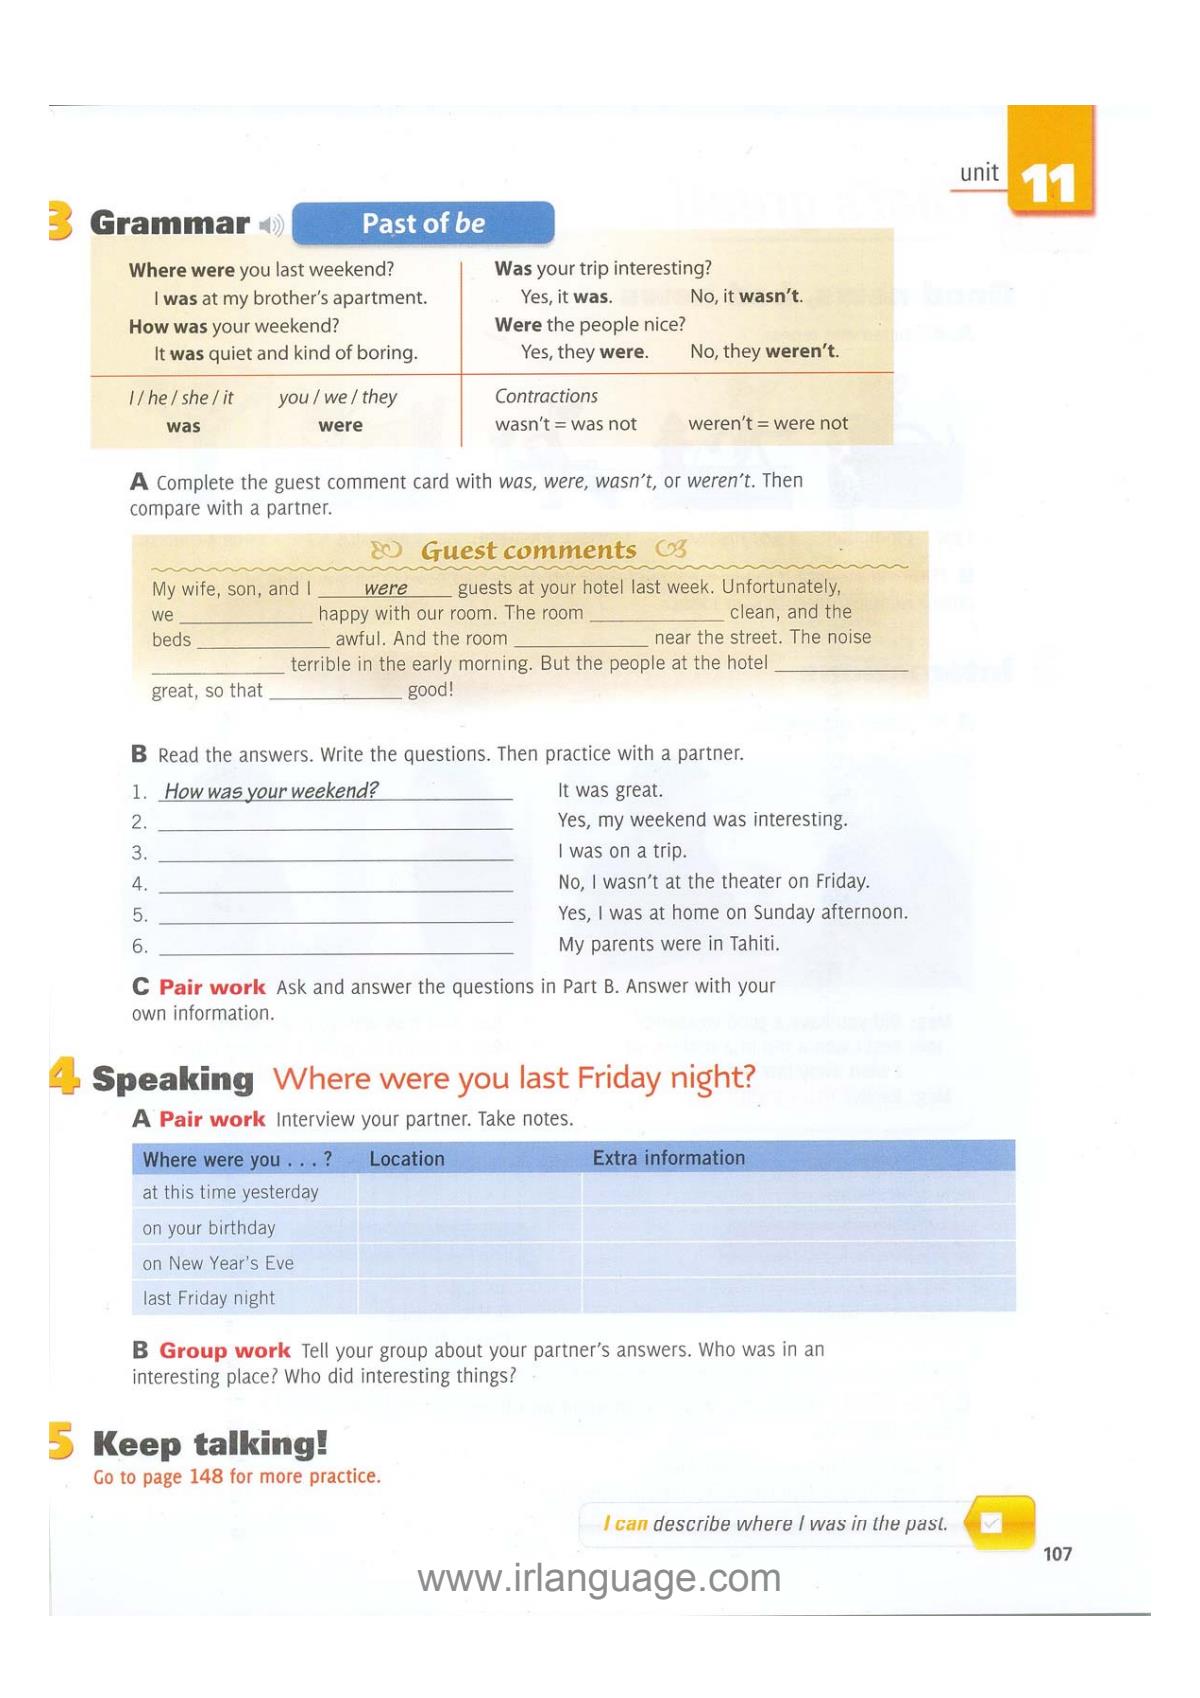 unit 11
3 Grammar Past of be
Where were you last weekend?
I was at my brother's apartment.
How was your weekend?
It was quiet and kind of boring.
Was your trip interesting?
Yes, it was. No, it wasn't.
Were the people nice?
Yes, they were. No, they weren't.
I / he / she / it you / we / they
was were
Contractions
wasn't = was not weren't = were not
A Complete the guest comment card with was, were, wasn't, or weren't. Then
compare with a partner.
Guest comments
My wife, son, and I were guests at your hotel last week. Unfortunately,
we ____________ happy with our room. The room ____________ clean, and the
beds ____________ awful. And the room ____________ near the street. The noise
____________ terrible in the early morning. But the people at the hotel ____________
great, so that ____________ good!
B Read the answers. Write the questions. Then practice with a partner.
1. How was your weekend? It was great.
2. ____________ Yes, my weekend was interesting.
3. ____________ I was on a trip.
4. ____________ No, I wasn't at the theater on Friday.
5. ____________ Yes, I was at home on Sunday afternoon.
6. ____________ My parents were in Tahiti.
C Pair work Ask and answer the questions in Part B. Answer with your
own information.
4 Speaking Where were you last Friday night?
A Pair work Interview your partner. Take notes.
Where were you . . . ? Location Extra information
at this time yesterday
on your birthday
on New Year's Eve
last Friday night
B Group work Tell your group about your partner's answers. Who was in an
interesting place? Who did interesting things?
5 Keep talking!
Go to page 148 for more practice.
I can describe where I was in the past.
107
www.irlanguage.com